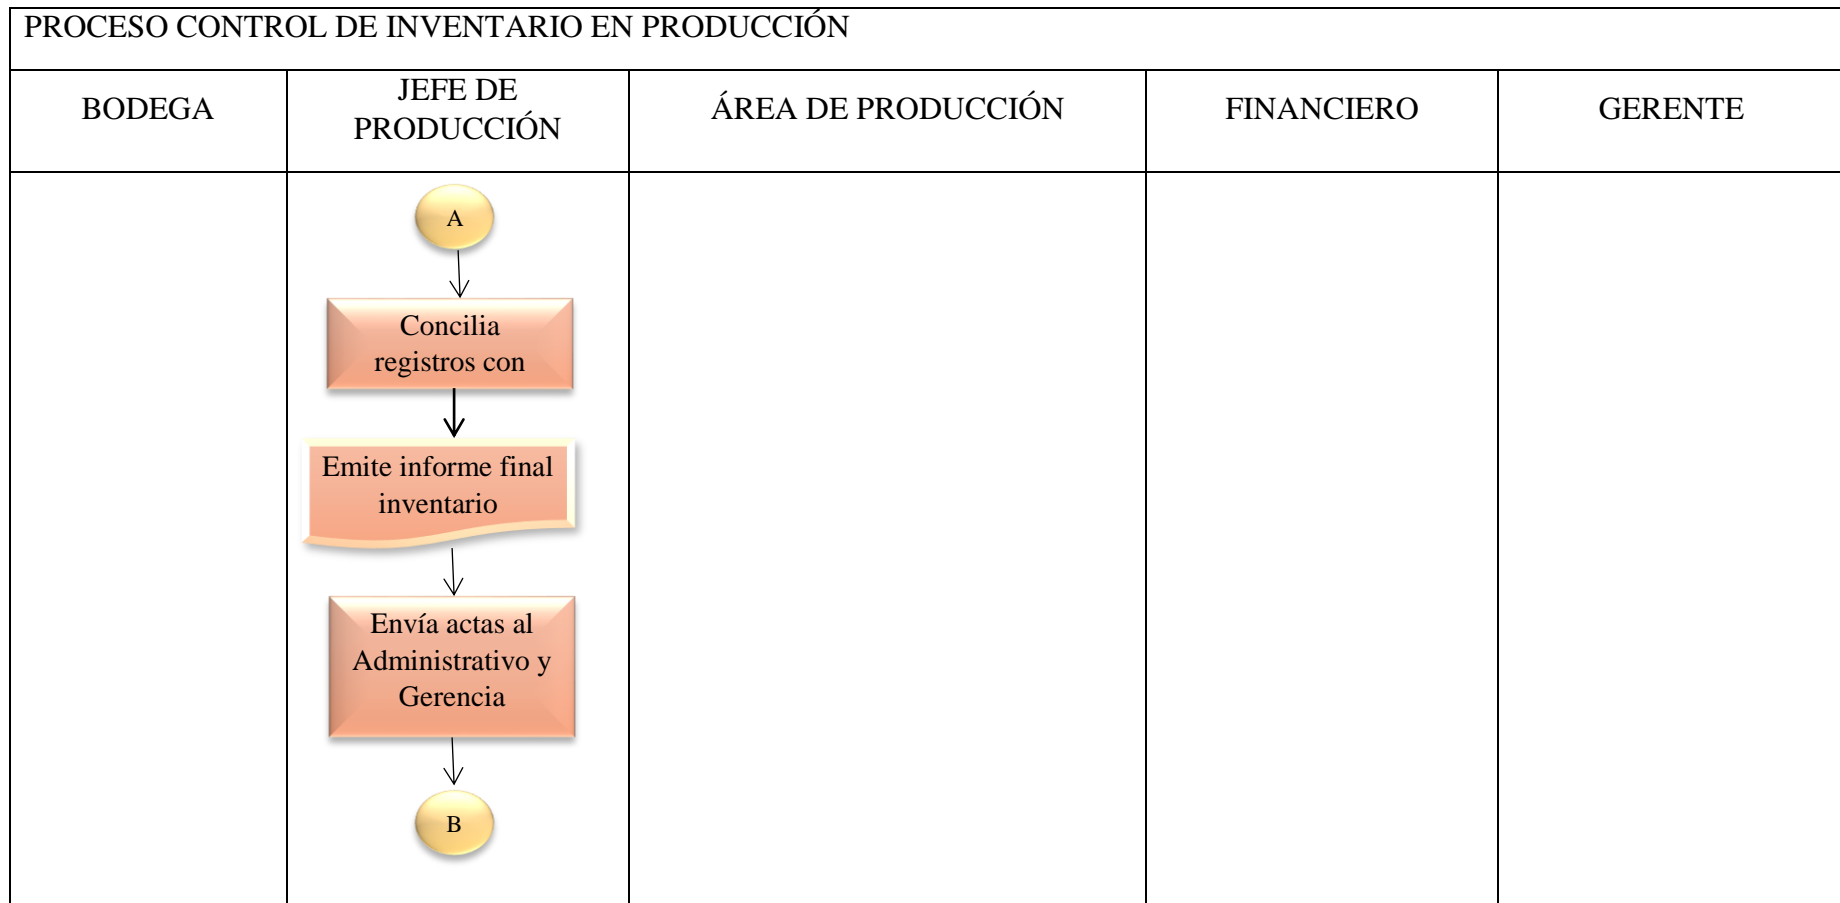 PROCESO CONTROL DE INVENTARIO EN PRODUCCIÓN
BODEGA
JEFE DE
PRODUCCIÓN
ÁREA DE PRODUCCIÓN
FINANCIERO
GERENTE
A
Concilia
registros con
Emite informe final
inventario
Envía actas al
Administrativo y
Gerencia
B